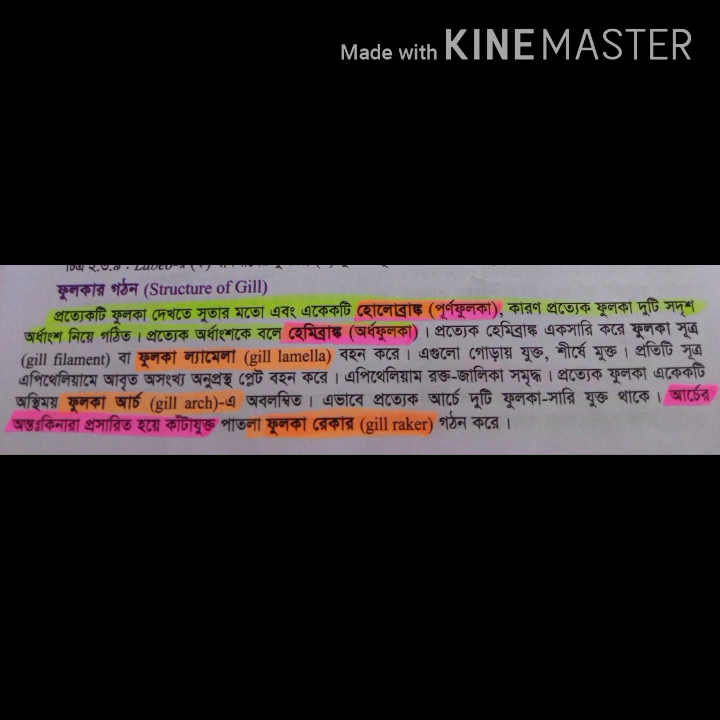 Made with KINEMASTER
ফুলকার গঠন (Structure of Gill)
প্রত্যেকটি ফুলকা দেখতে সুতার মতো এবং একেকটি হোলোব্রাঙ্ক (পূর্ণফুলকা), কারণ প্রত্যেক ফুলকা দুটি সদৃশ
অর্ধাংশ নিয়ে গঠিত। প্রত্যেক অর্ধাংশকে বলে হেমিব্রাঙ্ক (অর্ধফুলকা)। প্রত্যেক হেমিব্রাঙ্ক একসারি করে ফুলকা সূত্র
(gill filament) বা ফুলকা ল্যামেলা (gill lamella) বহন করে। এগুলো গোড়ায় যুক্ত, শীর্ষে মুক্ত। প্রতিটি সূত্র
এপিথেলিয়ামে আবৃত অসংখ্য অনুপ্রস্থ প্লেট বহন করে। এপিথেলিয়াম রক্ত-জালিকা সমৃদ্ধ। প্রত্যেক ফুলকা একেকটি
অস্থিময় ফুলকা আর্চ (gill arch)-এ অবলম্বিত। এভাবে প্রত্যেক আর্চে দুটি ফুলকা-সারি যুক্ত থাকে। আর্চের
অন্তঃকিনারা প্রসারিত হয়ে কাঁটাযুক্ত পাতলা ফুলকা রেকার (gill raker) গঠন করে।